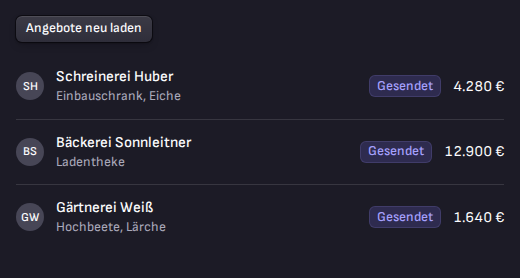 Angebote neu laden
SH Schreinerei Huber Gesendet 4.280 €
Einbauschrank, Eiche
BS Bäckerei Sonnleitner Gesendet 12.900 €
Ladentheke
GW Gärtnerei Weiß Gesendet 1.640 €
Hochbeete, Lärche